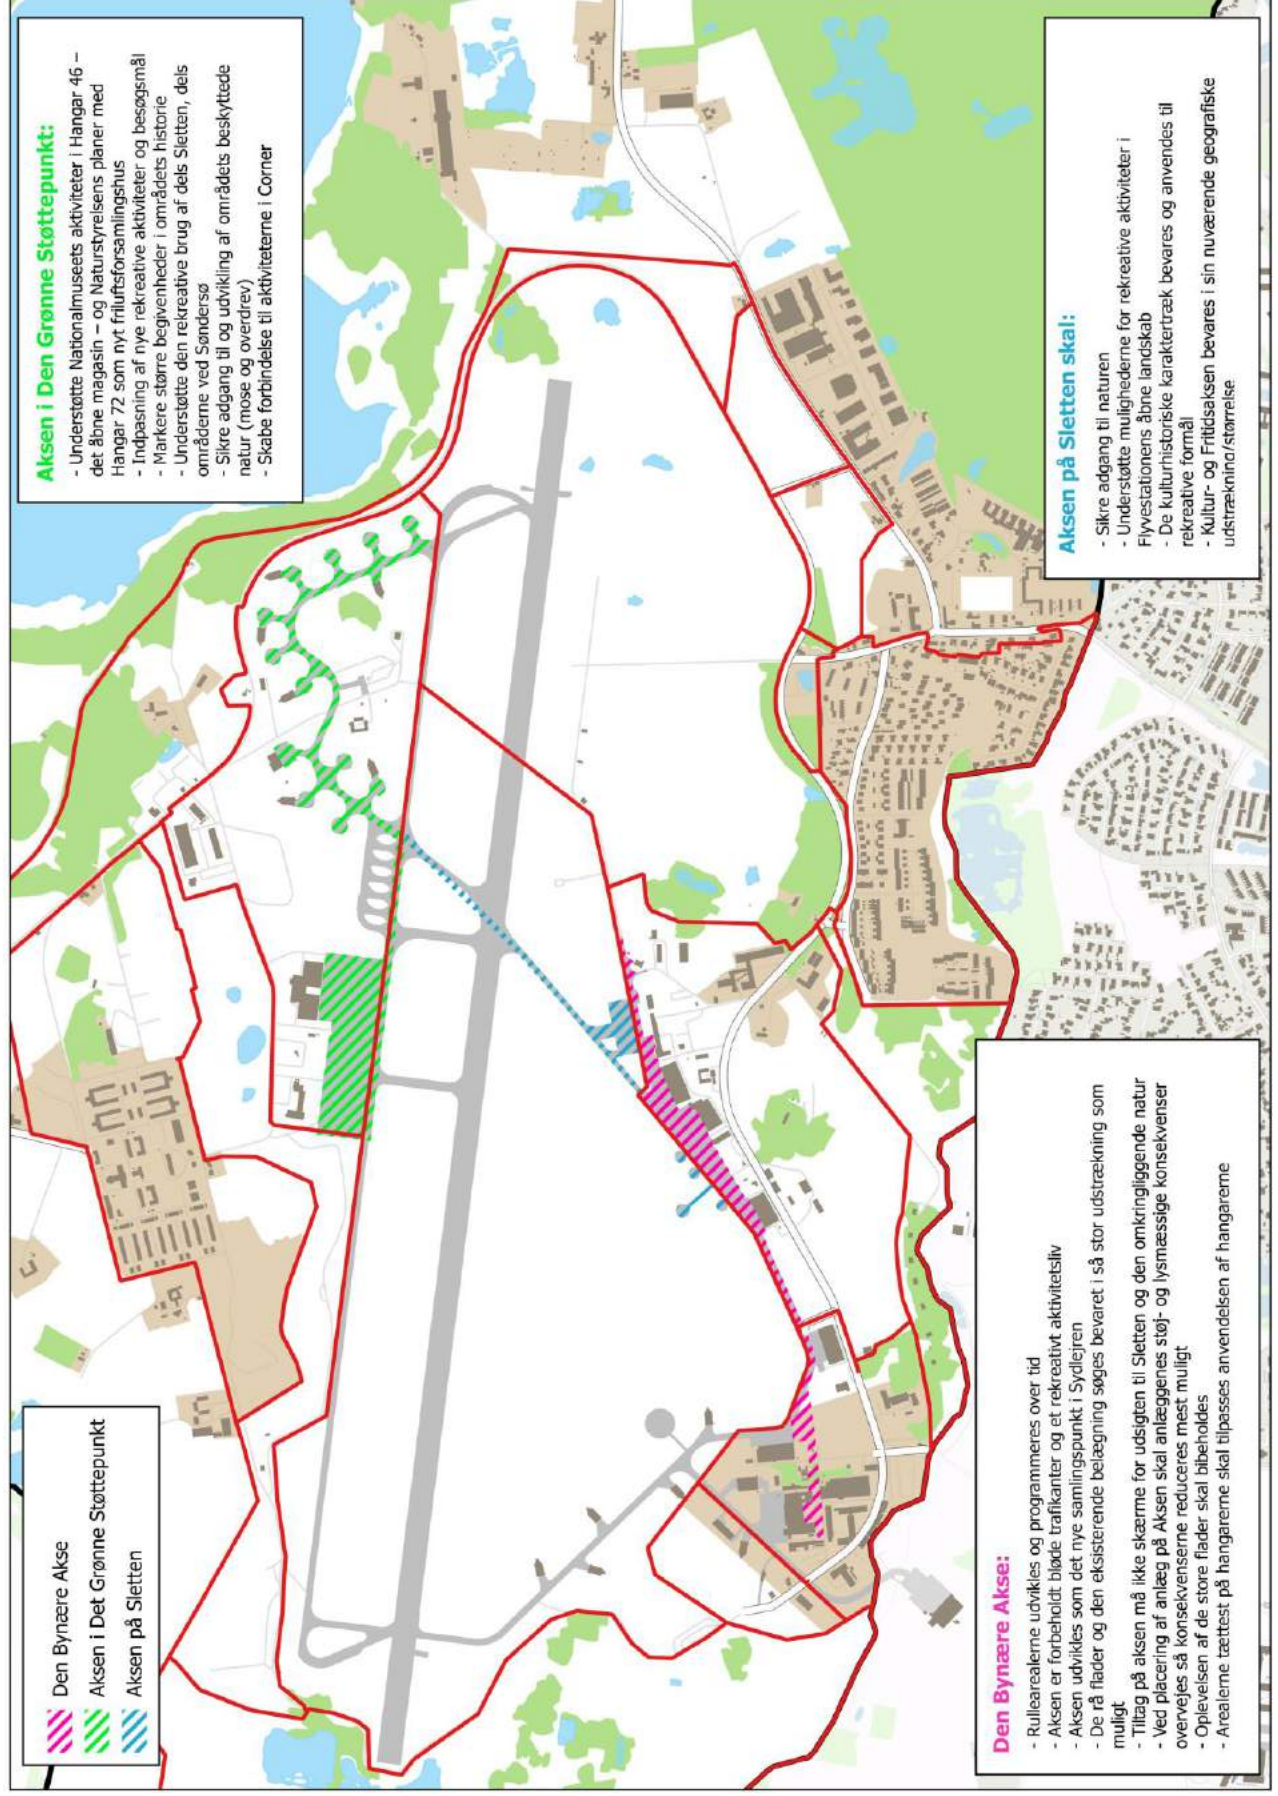 Den Bynære Akse
Aksen i Det Grønne Støttepunkt
Aksen på Sletten
Aksen i Den Grønne Støttepunkt:
- Understøtte Nationalmuseets aktiviteter i Hangar 46 –
det åbne magasin – og Naturstyrelsens planer med
Hangar 72 som nyt friluftsforsamlingshus
- Indpasning af nye rekreative aktiviteter og besøgsmål
- Markere større begivenheder i områdets historie
- Understøtte den rekreative brug af dels Sletten, dels
områderne ved Søndersø
- Sikre adgang til og udvikling af områdets beskyttede
natur (mose og overdrev)
- Skabe forbindelse til aktiviteterne i Corner
Den Bynære Akse:
- Rullearealerne udvikles og programmeres over tid
- Aksen er forbeholdt bløde trafikanter og et rekreativt aktivitetsliv
- Aksen udvikles som det nye samlingspunkt i Sydlejren
- De rå flader og den eksisterende belægning søges bevaret i så stor udstrækning som
muligt
- Tiltag på aksen må ikke skærme for udsigten til Sletten og den omkringliggende natur
- Ved placering af anlæg på Aksen skal anlæggenes støj- og lysmæssige konsekvenser
overvejes så konsekvenserne reduceres mest muligt
- Oplevelsen af de store flader skal bibeholdes
- Arealerne tættest på hangarerne skal tilpasses anvendelsen af hangarerne
Aksen på Sletten skal:
- Sikre adgang til naturen
- Understøtte mulighederne for rekreative aktiviteter i
Flyvestationens åbne landskab
- De kulturhistoriske karaktertræk bevares og anvendes til
rekreative formål
- Kultur- og Fritidsaksen bevares i sin nuværende geografiske
udstrækning/størrelse